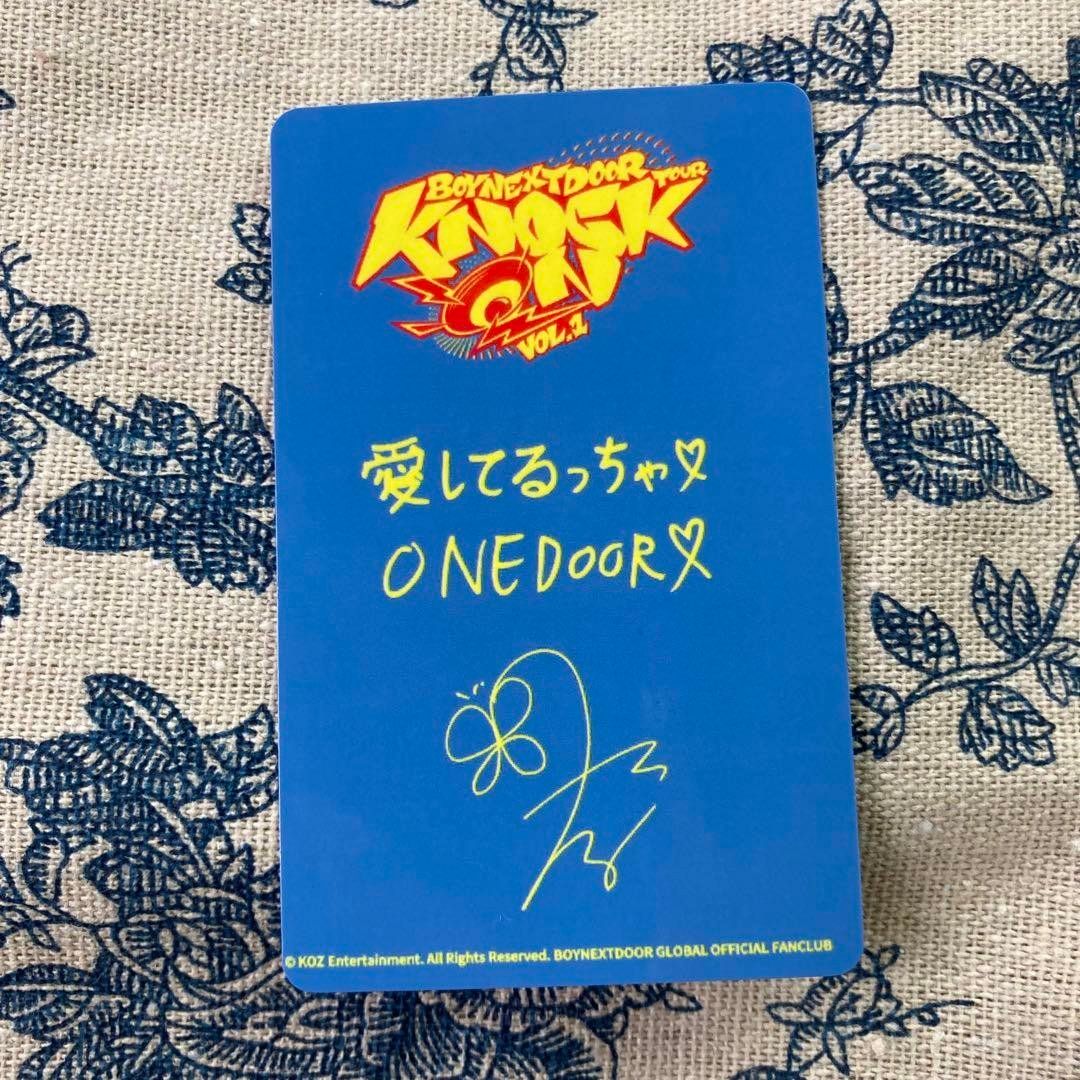 BOYNEXTDOOR TOUR
KNOCK
ON
VOL.1
愛してるっちゃ♡
ONEDOOR♡
© KOZ Entertainment. All Rights Reserved. BOYNEXTDOOR GLOBAL OFFICIAL FANCLUB